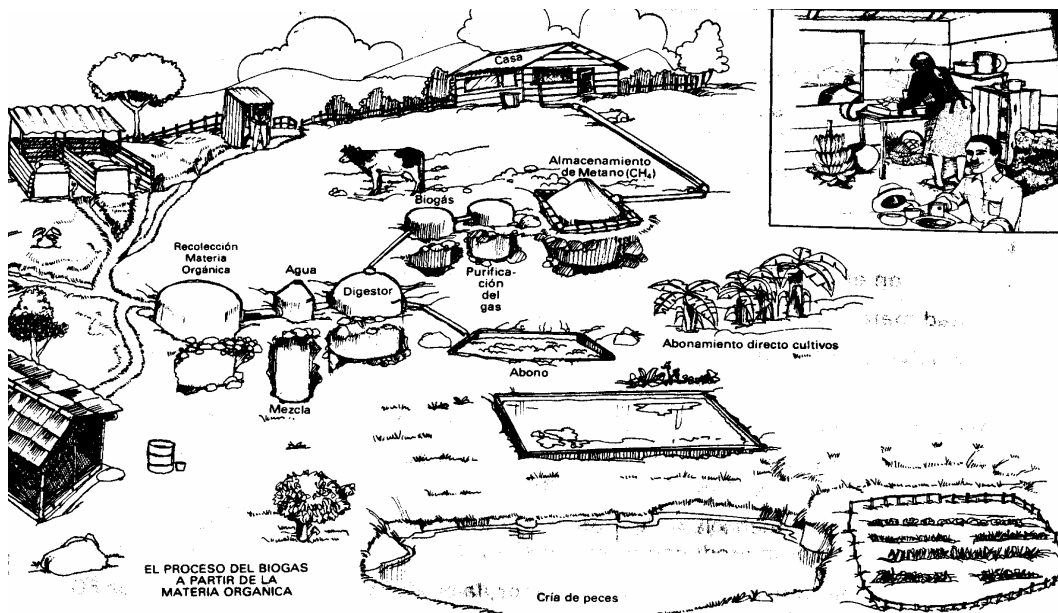 Casa
Almacenamiento
de Metano (CH₄)
Biogás
Recolección
Materia
Orgánica
Agua
Digestor
Purifica-
ción
del
gas
Abonamiento directo cultivos
Abono
Mezcla
EL PROCESO DEL BIOGAS
A PARTIR DE LA
MATERIA ORGANICA
Cría de peces